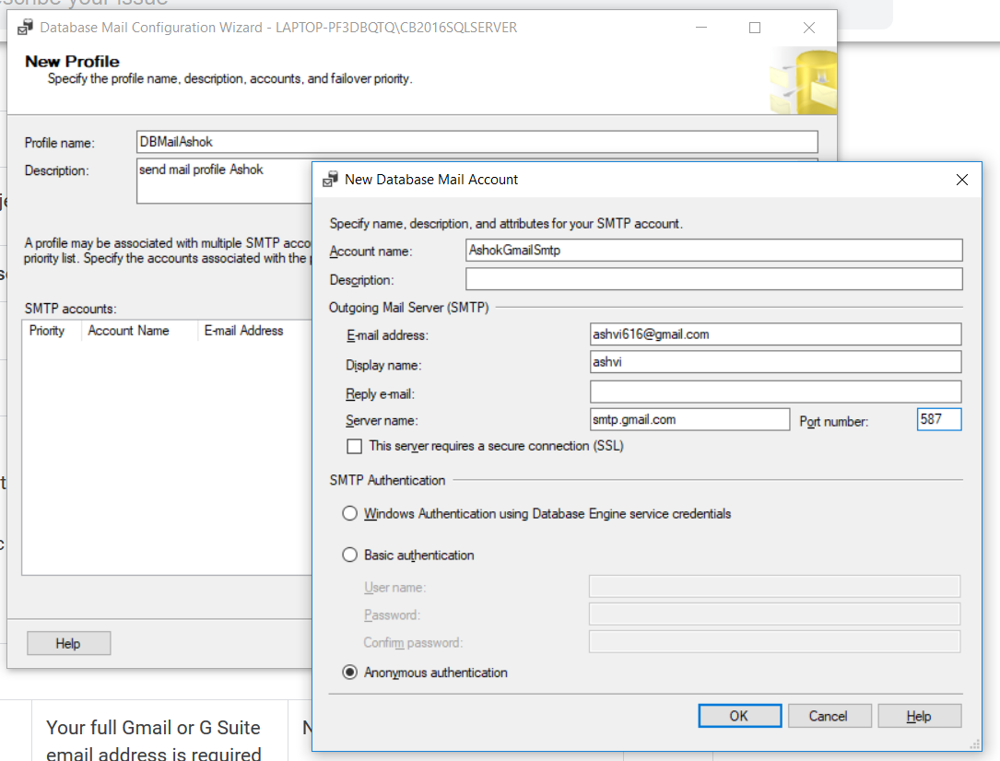 scribe your issue
Database Mail Configuration Wizard - LAPTOP-PF3DBQTQ\CB2016SQLSERVER
New Profile
Specify the profile name, description, accounts, and failover priority.
Profile name:
DBMailAshok
Description:
send mail profile Ashok
A profile may be associated with multiple SMTP acco
priority list. Specify the accounts associated with the
SMTP accounts:
Priority Account Name E-mail Address
Help
New Database Mail Account
Specify name, description, and attributes for your SMTP account.
Account name:
AshokGmailSmtp
Description:
Outgoing Mail Server (SMTP)
E-mail address:
ashvi616@gmail.com
Display name:
ashvi
Reply e-mail:
Server name:
smtp.gmail.com
Port number:
587
This server requires a secure connection (SSL)
SMTP Authentication
Windows Authentication using Database Engine service credentials
Basic authentication
User name:
Password:
Confirm password:
Anonymous authentication
OK Cancel Help
Your full Gmail or G Suite
email address is required